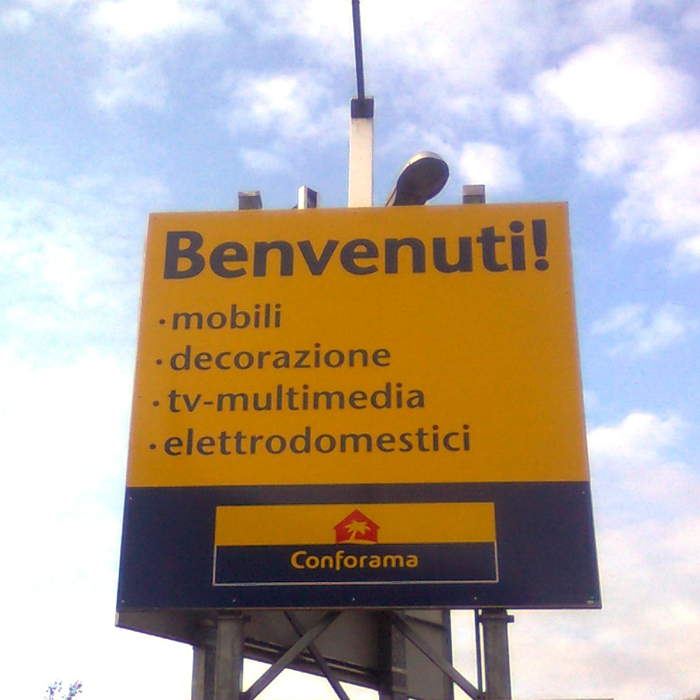 Benvenuti!
·mobili
·decorazione
·tv-multimedia
·elettrodomestici
Conforama